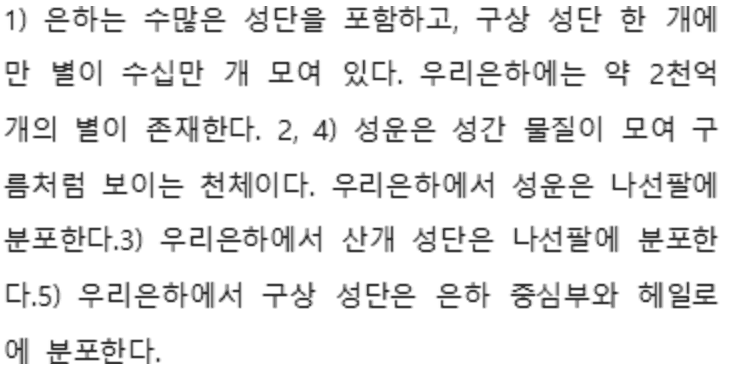 1) 은하는 수많은 성단을 포함하고, 구상 성단 한 개에
만 별이 수십만 개 모여 있다. 우리은하에는 약 2천억
개의 별이 존재한다. 2, 4) 성운은 성간 물질이 모여 구
름처럼 보이는 천체이다. 우리은하에서 성운은 나선팔에
분포한다.3) 우리은하에서 산개 성단은 나선팔에 분포한
다.5) 우리은하에서 구상 성단은 은하 중심부와 헤일로
에 분포한다.